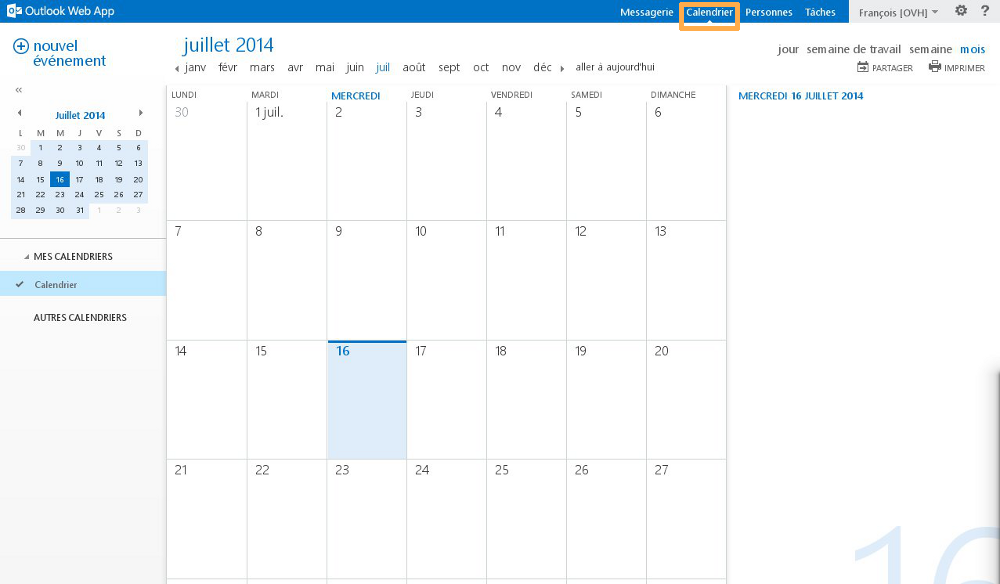 Outlook Web App
Messagerie Calendrier Personnes Tâches François [OVH] ?
nouvel
événement
juillet 2014
janv févr mars avr mai juin juil août sept oct nov déc aller à aujourd'hui
jour semaine de travail semaine mois
PARTAGER IMPRIMER
«
Juillet 2014
L M M J V S D
30 1 2 3 4 5 6
7 8 9 10 11 12 13
14 15 16 17 18 19 20
21 22 23 24 25 26 27
28 29 30 31 1 2 3
MES CALENDRIERS
Calendrier
AUTRES CALENDRIERS
LUNDI MARDI MERCREDI JEUDI VENDREDI SAMEDI DIMANCHE
30 1 juil. 2 3 4 5 6
7 8 9 10 11 12 13
14 15 16 17 18 19 20
21 22 23 24 25 26 27
MERCREDI 16 JUILLET 2014
16